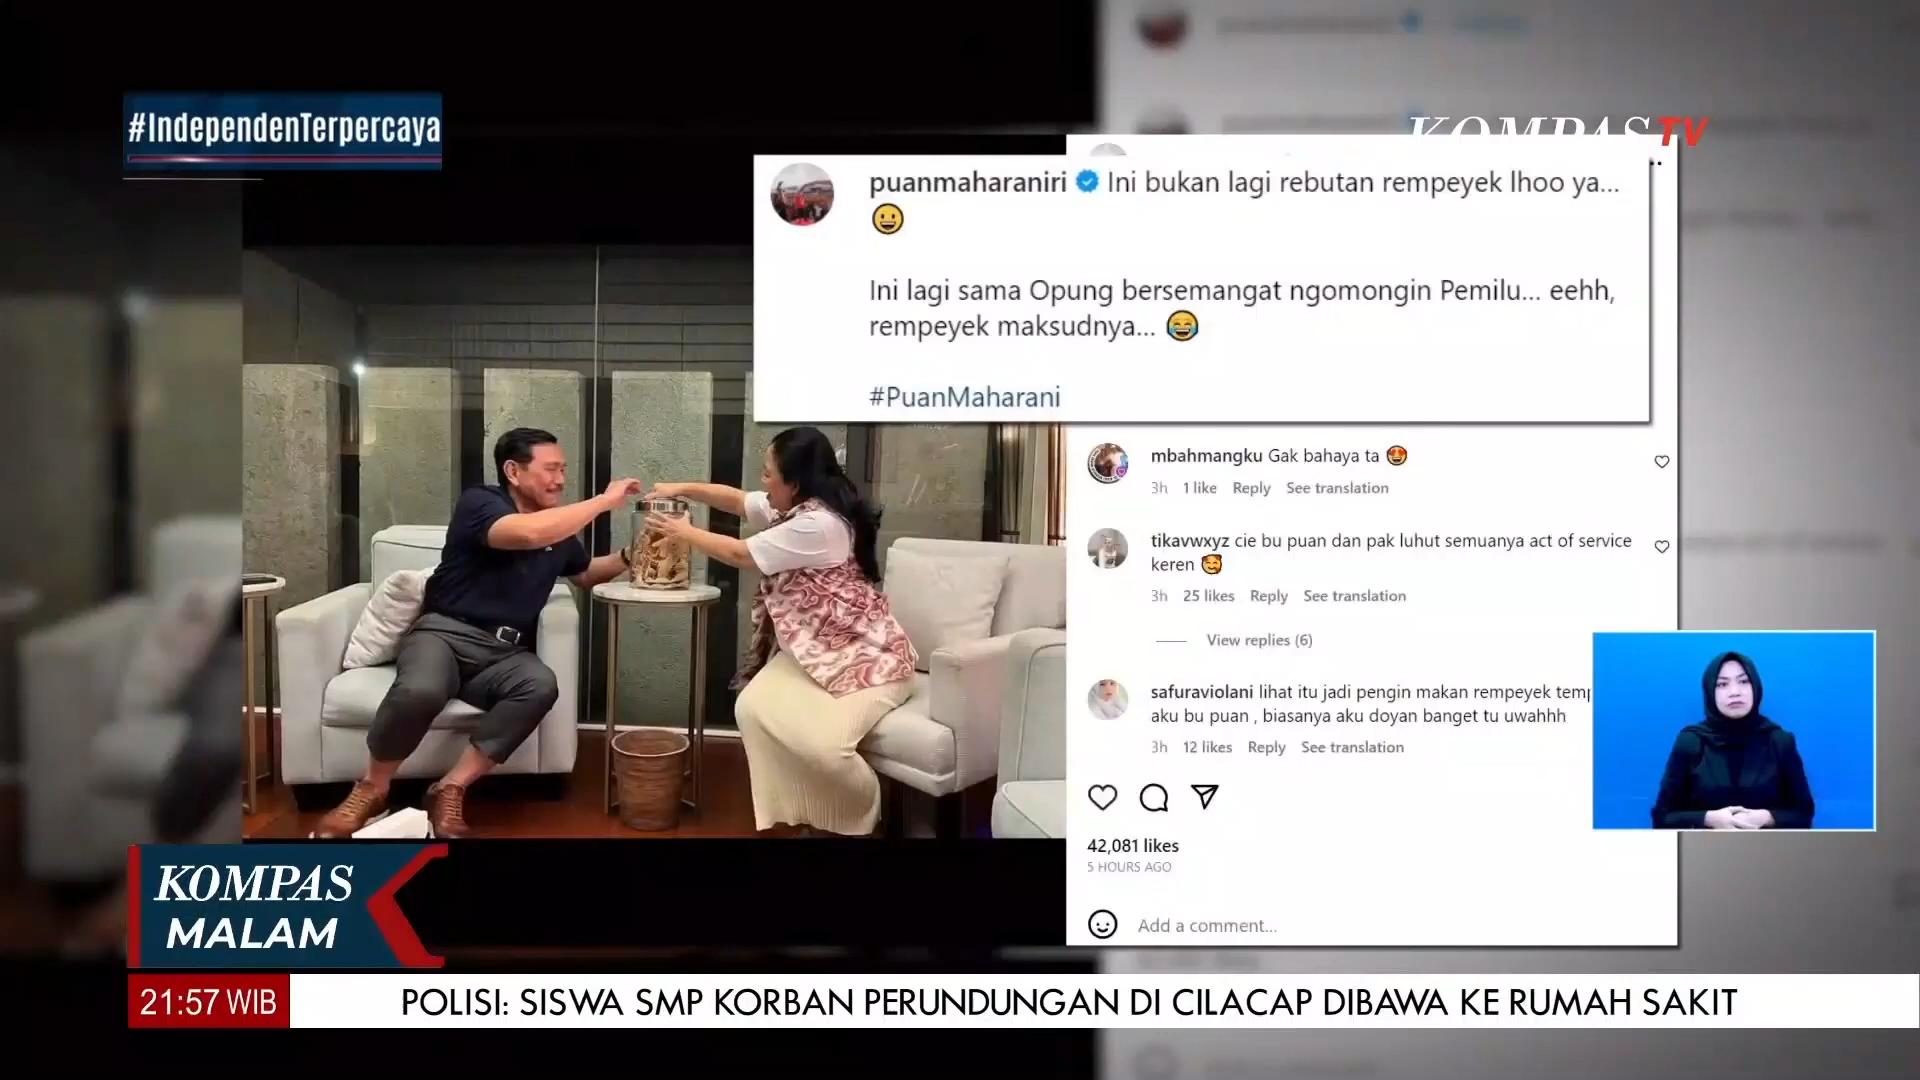 #IndependenTerpercaya
KOMPASTV
puanmaharaniri Ini bukan lagi rebutan rempeyek lhoo ya...
😀
Ini lagi sama Opung bersemangat ngomongin Pemilu... eehh,
rempeyek maksudnya... 😂
#PuanMaharani
mbahmangku Gak bahaya ta 😍
3h 1 like Reply See translation
tikavwxyz cie bu puan dan pak luhut semuanya act of service
keren 🥰
3h 25 likes Reply See translation
View replies (6)
safuraviolani lihat itu jadi pengin makan rempeyek
aku bu puan , biasanya aku doyan banget tu uwahhh
3h 12 likes Reply See translation
42,081 likes
5 HOURS AGO
Add a comment...
KOMPAS
MALAM
21:57 WIB
POLISI: SISWA SMP KORBAN PERUNDUNGAN DI CILACAP DIBAWA KE RUMAH SAKIT